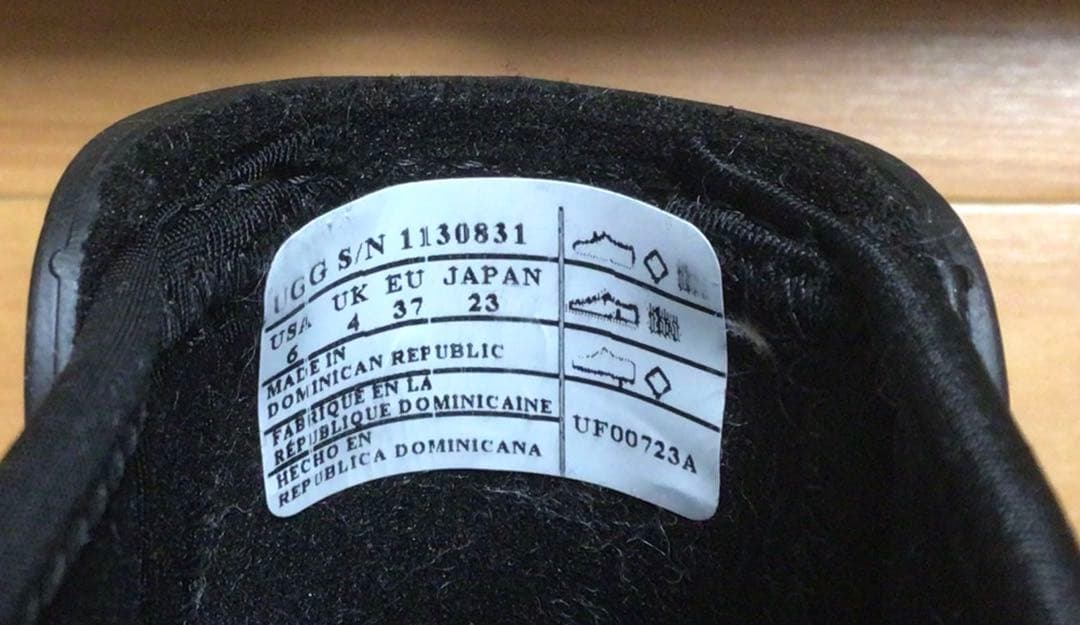 UGG S/N 1130831
USA UK EU JAPAN
6 4 37 23
MADE IN
DOMINICAN REPUBLIC
FABRIQUE EN LA
RÉPUBLIQUE DOMINICAINE
HECHO EN
REPUBLICA DOMINICANA
UF00723A